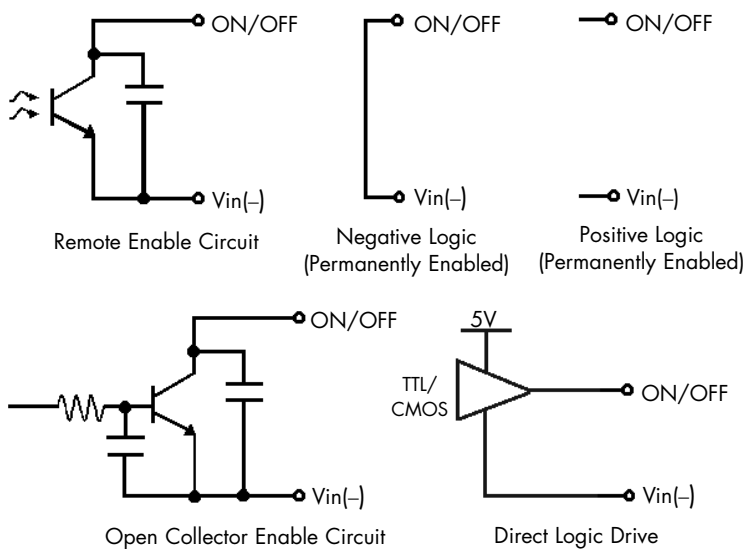 ON/OFF
Vin(–)
Remote Enable Circuit
ON/OFF
Vin(–)
Negative Logic
(Permanently Enabled)
ON/OFF
Vin(–)
Positive Logic
(Permanently Enabled)
ON/OFF
Vin(–)
Open Collector Enable Circuit
5V
TTL/
CMOS
ON/OFF
Vin(–)
Direct Logic Drive